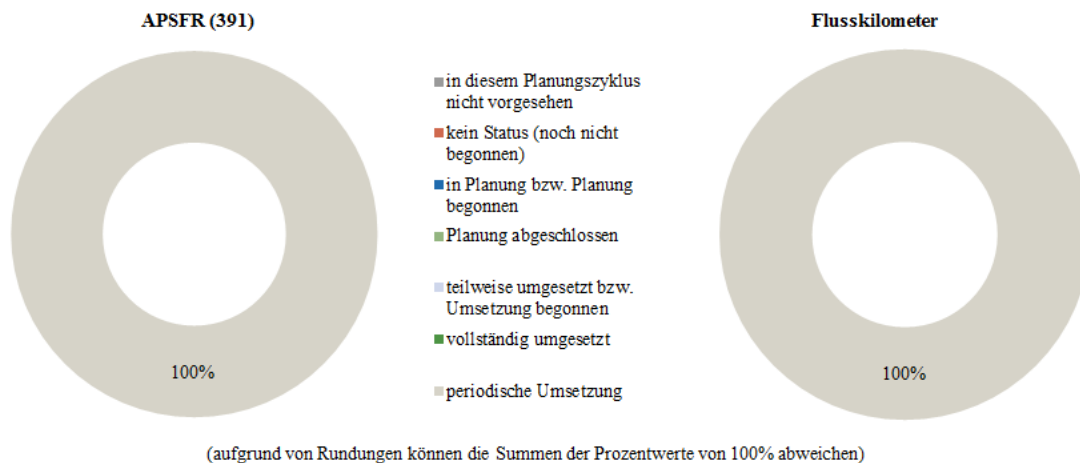 APSFR (391)
Flusskilometer
in diesem Planungszyklus
nicht vorgesehen
kein Status (noch nicht
begonnen)
in Planung bzw. Planung
begonnen
Planung abgeschlossen
teilweise umgesetzt bzw.
Umsetzung begonnen
vollständig umgesetzt
periodische Umsetzung
100%
100%
(aufgrund von Rundungen können die Summen der Prozentwerte von 100% abweichen)